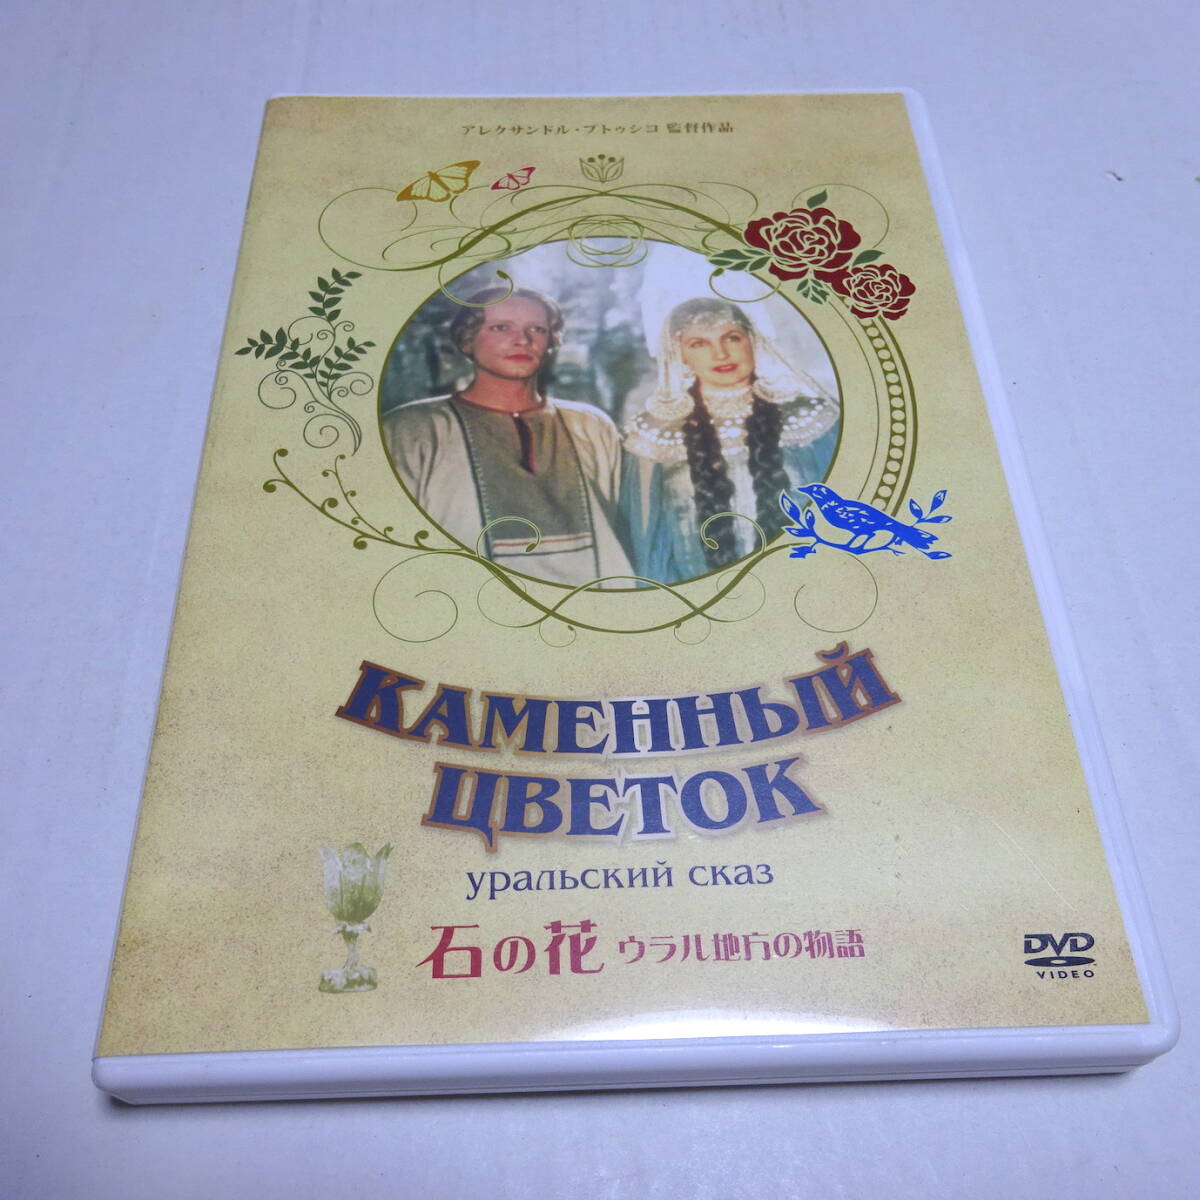 アレクサンドル・プトゥシコ 監督作品
КАМЕННЫЙ
ЦВЕТОК
уральский сказ
石の花 ウラル地方の物語
DVD
VIDEO